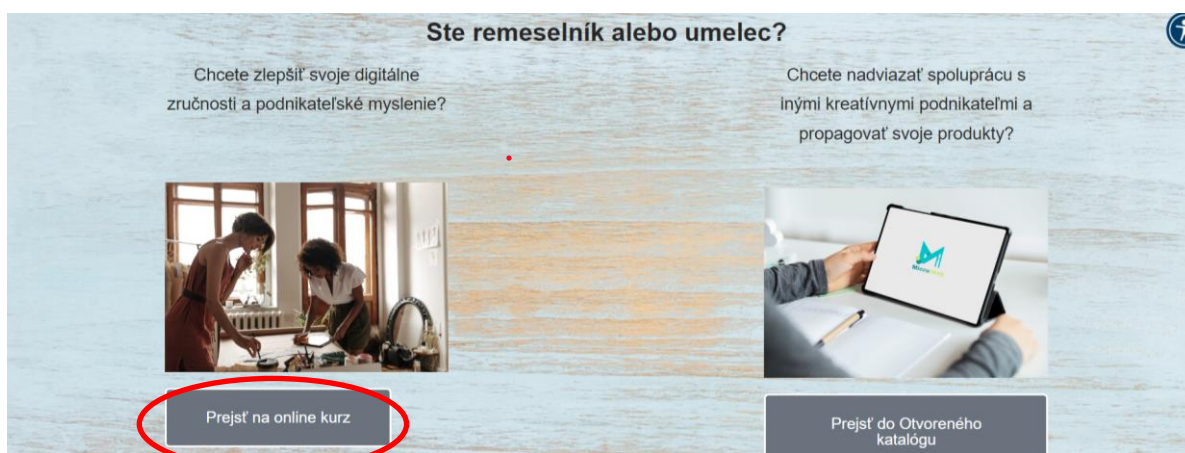 Ste remeselník alebo umelec?
Chcete zlepšiť svoje digitálne
zručnosti a podnikateľské myslenie?
Chcete nadviazať spoluprácu s
inými kreatívnymi podnikateľmi a
propagovať svoje produkty?
Prejsť na online kurz
Prejsť do Otvoreného
katalógu